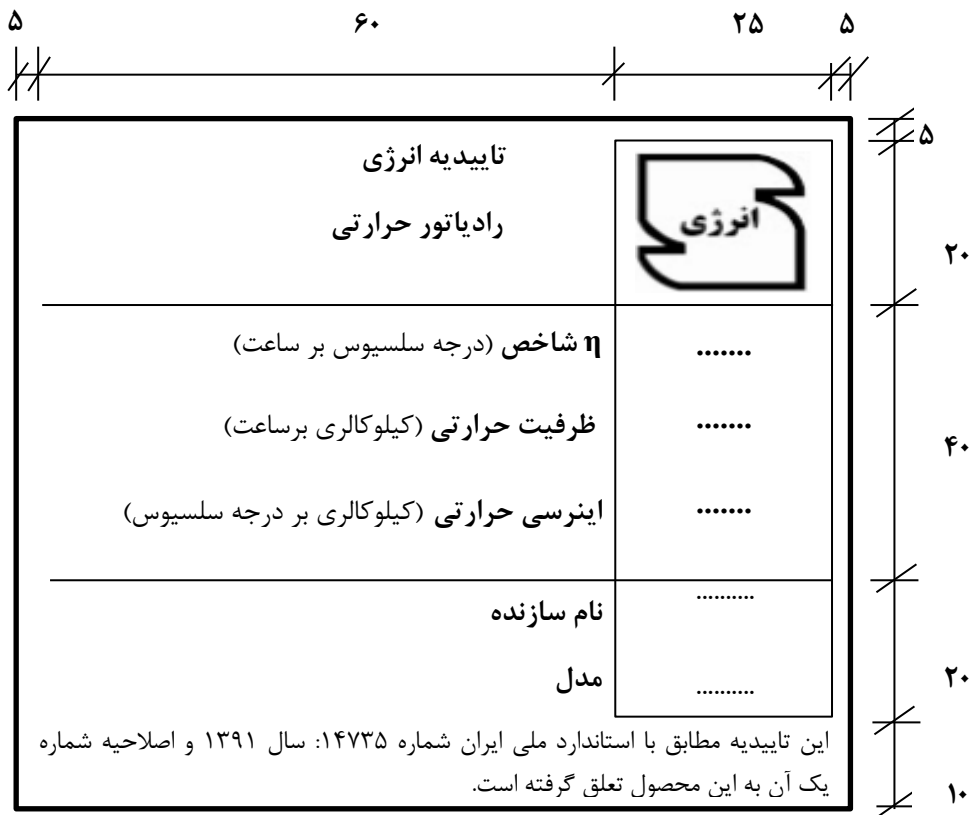 ۵ ۶۰ ۲۵ ۵
تاییدیه انرژی
رادیاتور حرارتی
انرژی
۵
۲۰
η شاخص (درجه سلسیوس بر ساعت) .......
ظرفیت حرارتی (کیلوکالری برساعت) .......
۴۰
اینرسی حرارتی (کیلوکالری بر درجه سلسیوس) .......
نام سازنده ..........
مدل ..........
۲۰
این تاییدیه مطابق با استاندارد ملی ایران شماره ۱۴۷۳۵: سال ۱۳۹۱ و اصلاحیه شماره
یک آن به این محصول تعلق گرفته است.
۱۰